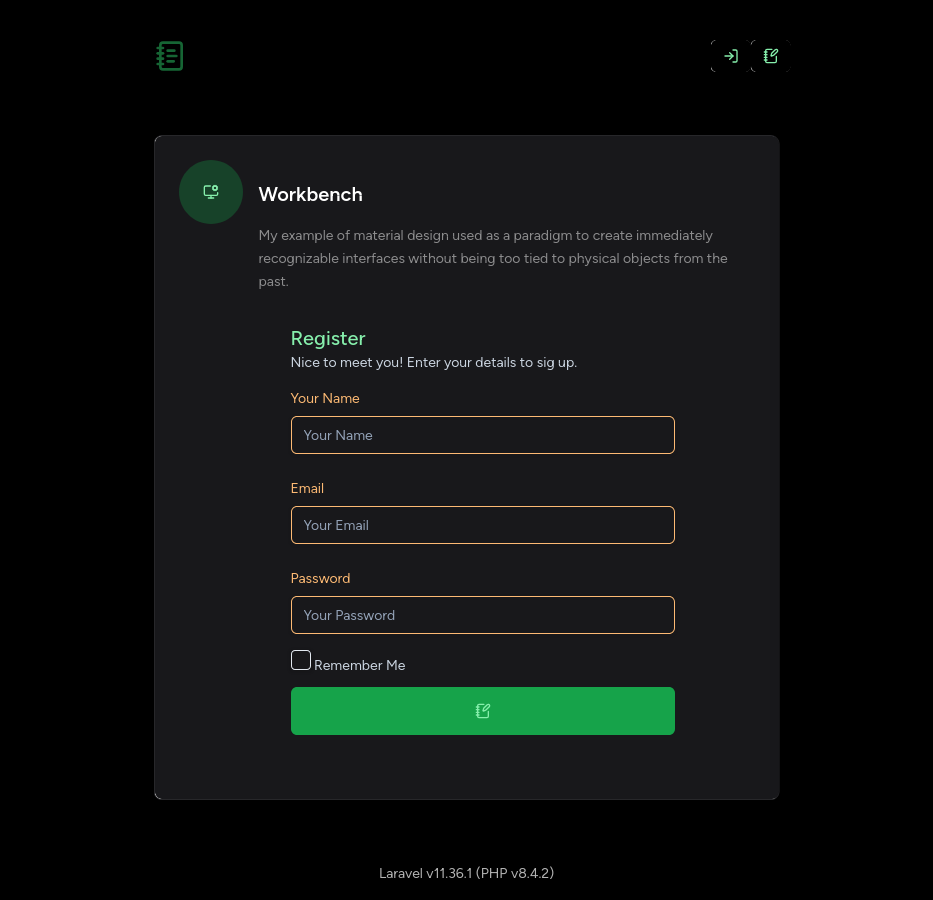 Workbench
My example of material design used as a paradigm to create immediately
recognizable interfaces without being too tied to physical objects from the
past.
Register
Nice to meet you! Enter your details to sig up.
Your Name
Your Name
Email
Your Email
Password
Your Password
Remember Me
Laravel v11.36.1 (PHP v8.4.2)